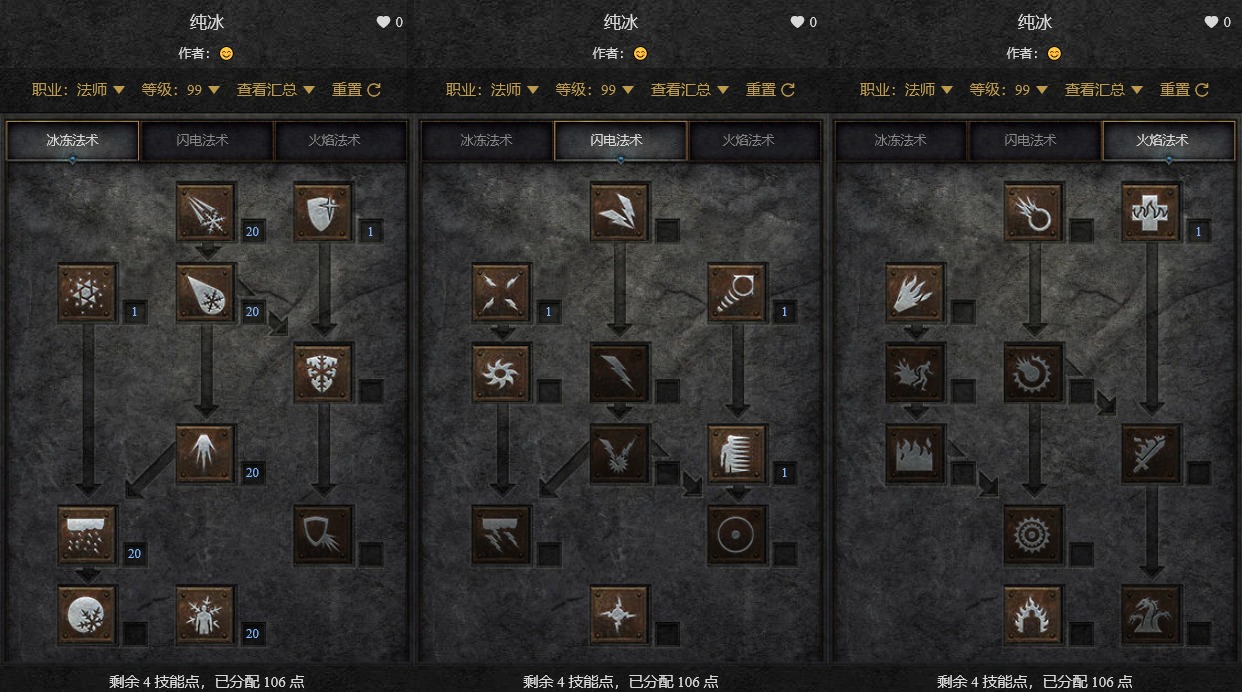 纯冰
0
作者：
职业：法师 等级：99 查看汇总 重置
冰冻法术 闪电法术 火焰法术
20 1
1 20
20
20
20
剩余 4 技能点，已分配 106 点
纯冰
0
作者：
职业：法师 等级：99 查看汇总 重置
冰冻法术 闪电法术 火焰法术
1 1
1
剩余 4 技能点，已分配 106 点
纯冰
0
作者：
职业：法师 等级：99 查看汇总 重置
冰冻法术 闪电法术 火焰法术
1
剩余 4 技能点，已分配 106 点